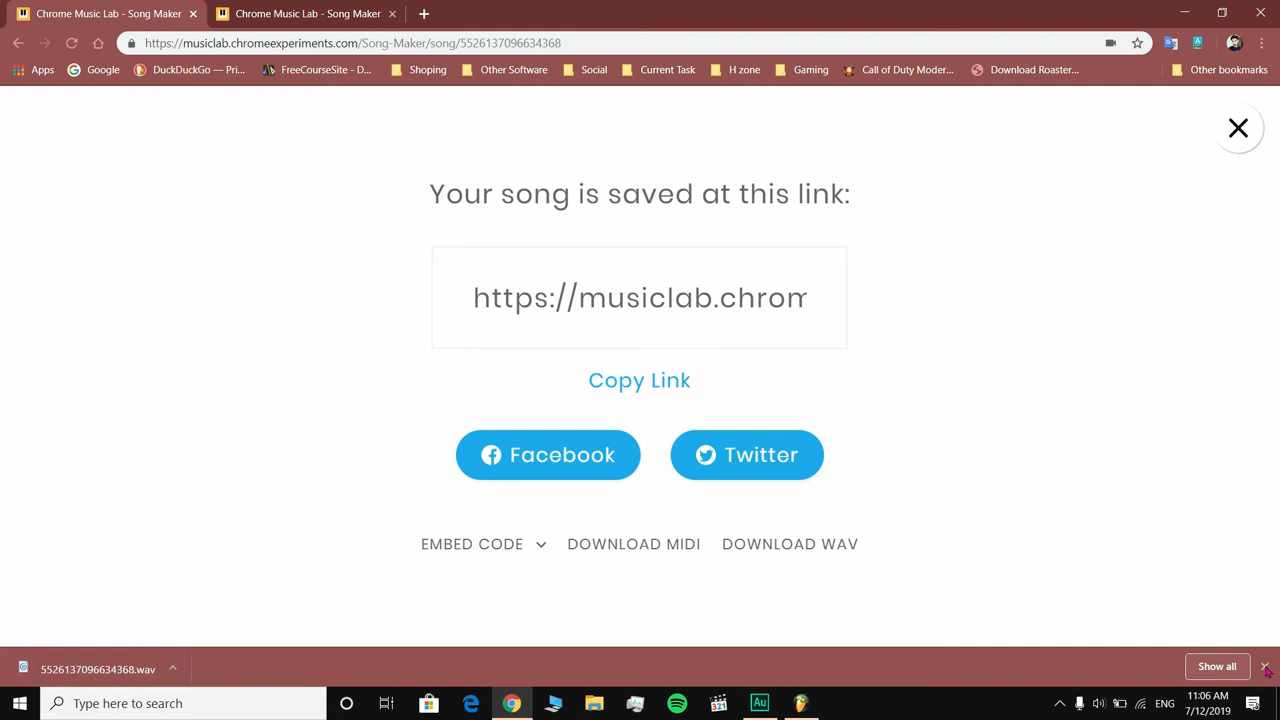 Chrome Music Lab - Song Maker
Chrome Music Lab - Song Maker
https://musiclab.chromeexperiments.com/Song-Maker/song/5526137096634368
Apps
Google
DuckDuckGo — Pri...
FreeCourseSite - D...
Shoping
Other Software
Social
Current Task
H zone
Gaming
Call of Duty Moder...
Download Roaster...
Other bookmarks
Your song is saved at this link:
https://musiclab.chrom
Copy Link
Facebook
Twitter
EMBED CODE
DOWNLOAD MIDI
DOWNLOAD WAV
5526137096634368.wav
Show all
Type here to search
321
Au
ENG
11:06 AM
7/12/2019